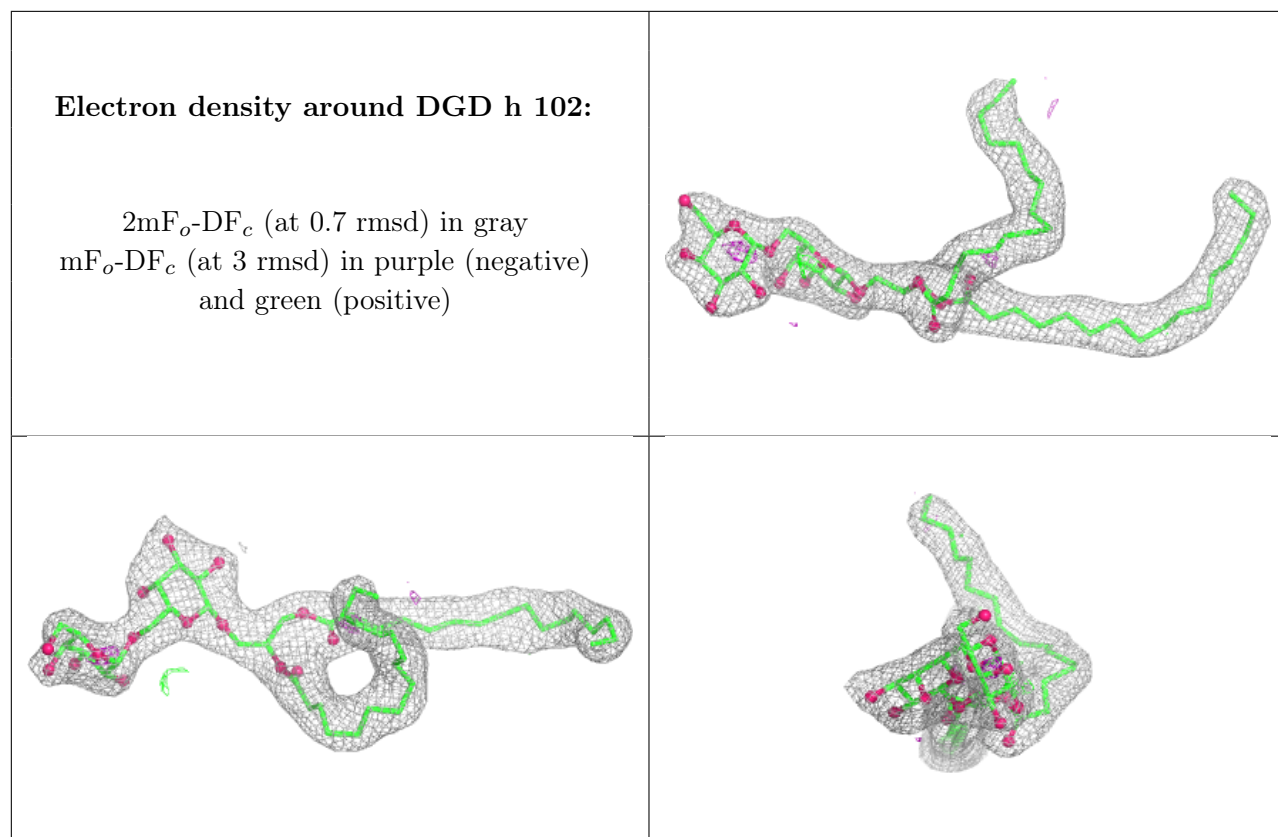 Electron density around DGD h 102:
2mFo-DFc (at 0.7 rmsd) in gray
mFo-DFc (at 3 rmsd) in purple (negative)
and green (positive)